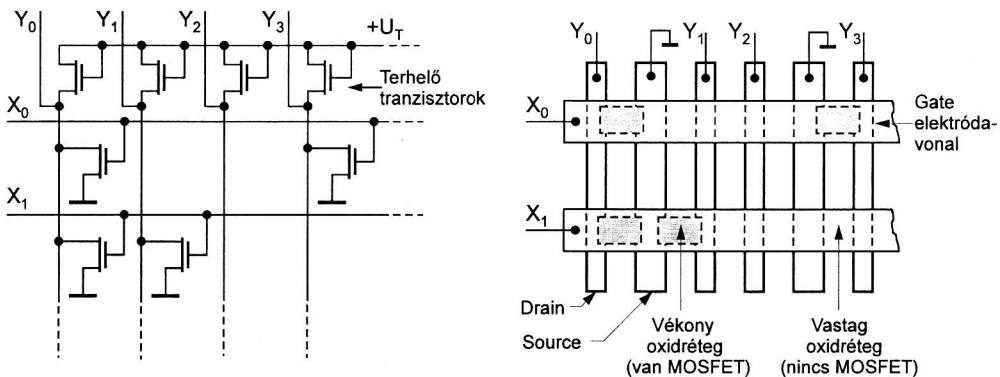 Y0 Y1 Y2 Y3 +UT
Terhelő
tranzisztorok
X0
X1
Y0 Y1 Y2 Y3
X0
Gate
elektróda-
vonal
X1
Drain
Source
Vékony
oxidréteg
(van MOSFET)
Vastag
oxidréteg
(nincs MOSFET)